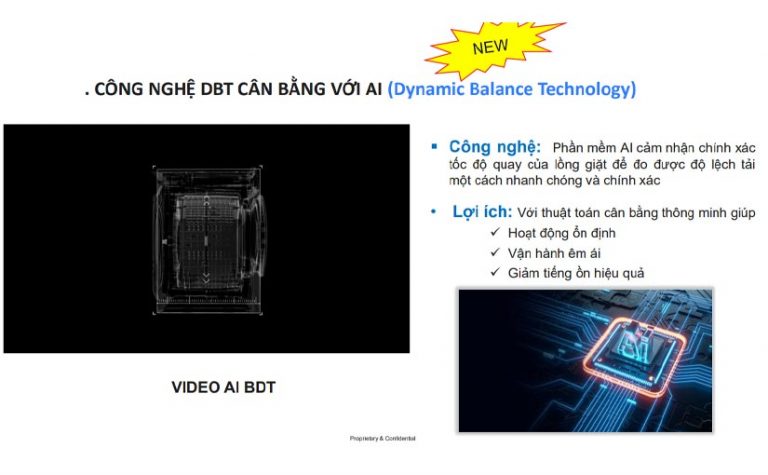 NEW
. CÔNG NGHỆ DBT CÂN BẰNG VỚI AI (Dynamic Balance Technology)
▪ Công nghệ: Phần mềm AI cảm nhận chính xác
tốc độ quay của lồng giặt để đo được độ lệch tải
một cách nhanh chóng và chính xác
• Lợi ích: Với thuật toán cân bằng thông minh giúp
✓ Hoạt động ổn định
✓ Vận hành êm ái
✓ Giảm tiếng ồn hiệu quả
VIDEO AI BDT
Proprietary & Confidential